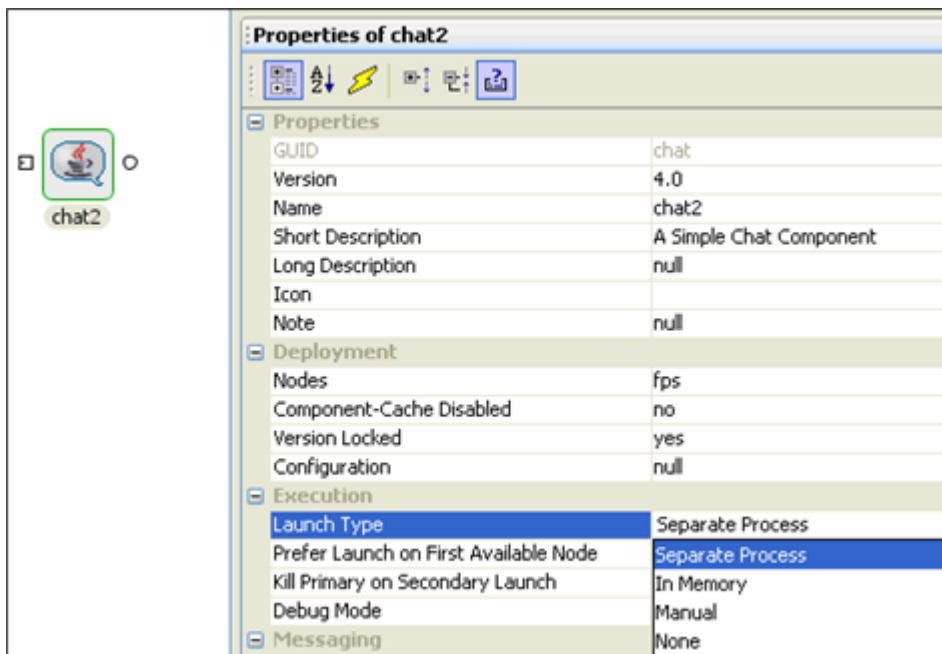 Properties of chat2
Properties
GUID chat
Version 4.0
Name chat2
Short Description A Simple Chat Component
Long Description null
Icon
Note null
Deployment
Nodes fps
Component-Cache Disabled no
Version Locked yes
Configuration null
Execution
Launch Type Separate Process
Prefer Launch on First Available Node Separate Process
Kill Primary on Secondary Launch In Memory
Debug Mode Manual
Messaging None
chat2